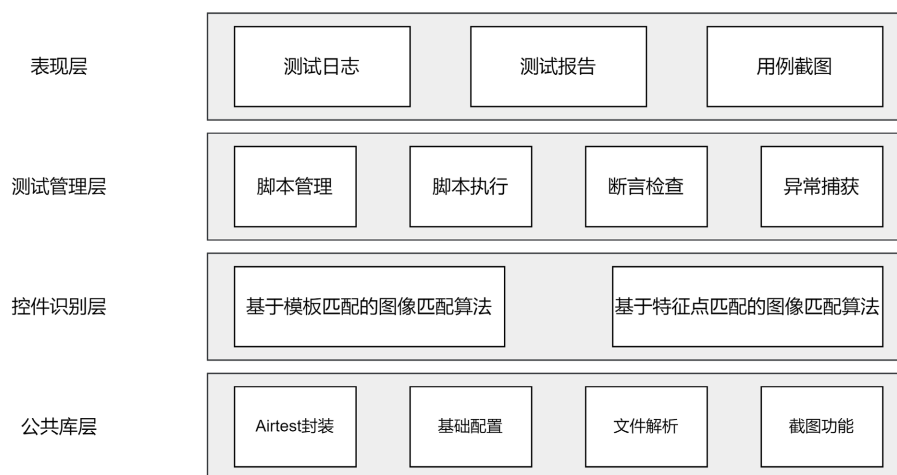 表现层
测试日志
测试报告
用例截图
测试管理层
脚本管理
脚本执行
断言检查
异常捕获
控件识别层
基于模板匹配的图像匹配算法
基于特征点匹配的图像匹配算法
公共库层
Airtest封装
基础配置
文件解析
截图功能